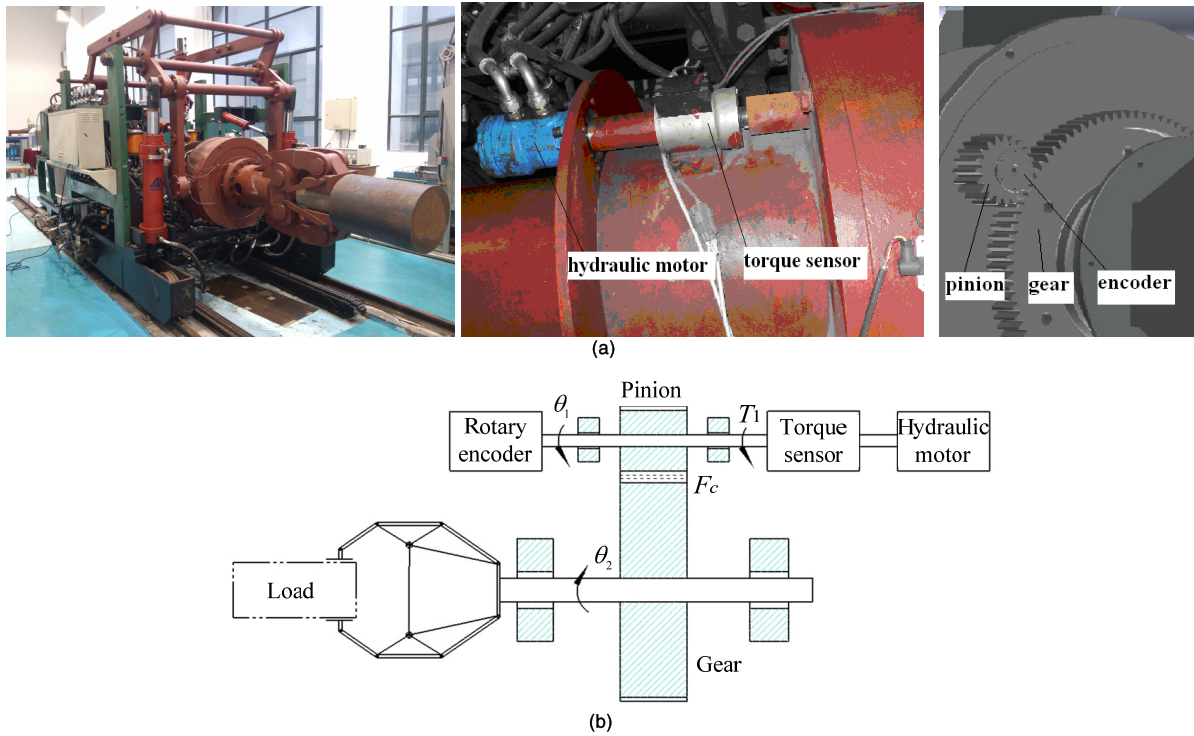 hydraulic motor
torque sensor
pinion
gear
encoder
(a)
Pinion
θ₁
T1
Rotary
encoder
Torque
sensor
Hydraulic
motor
Fc
θ₂
Load
Gear
(b)